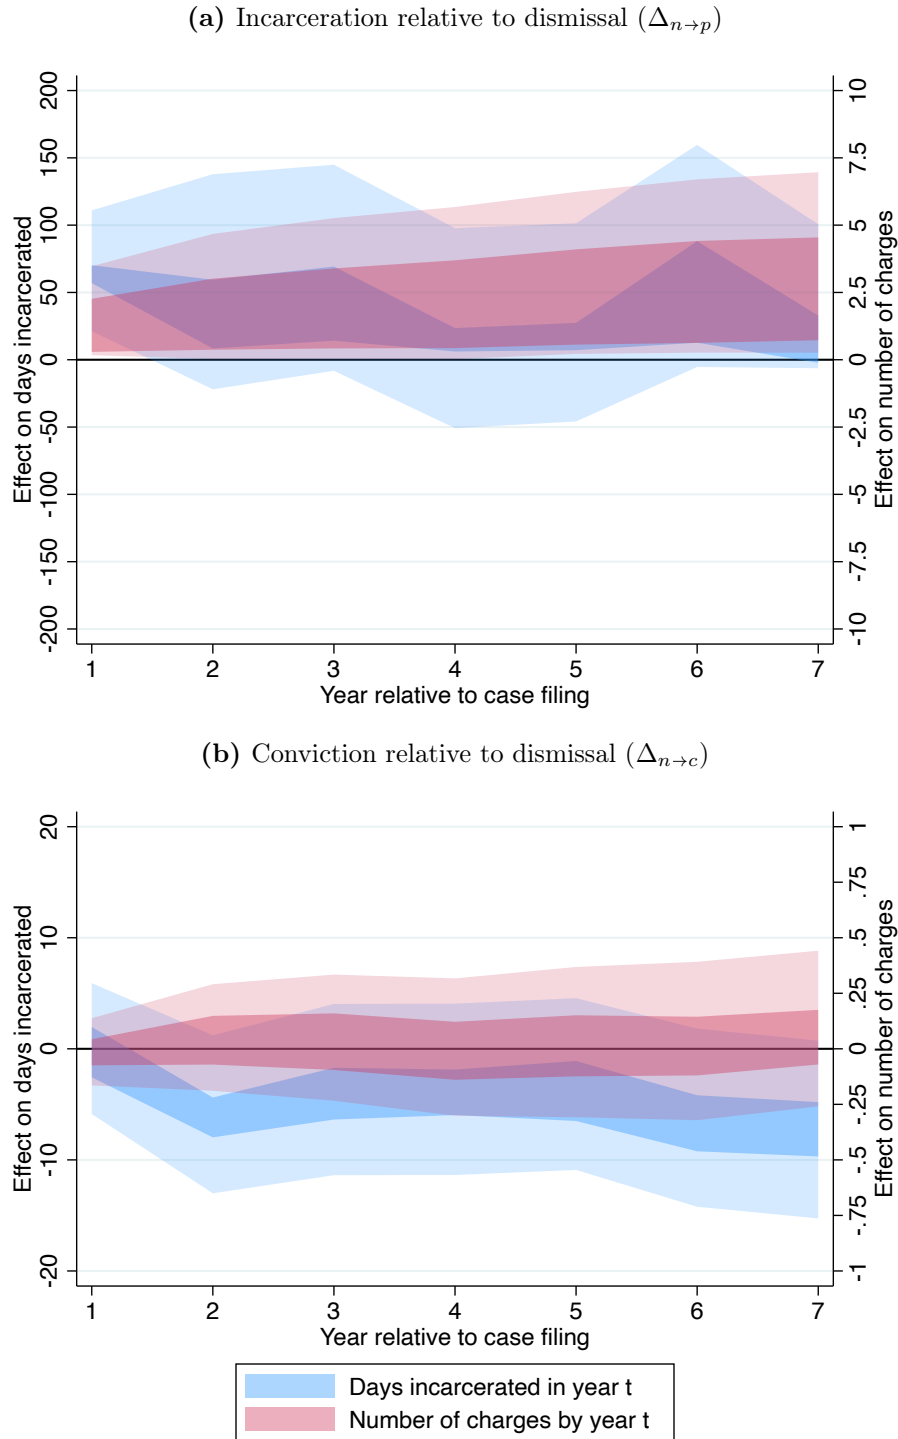 (a) Incarceration relative to dismissal (Δn→p)
Effect on days incarcerated
200
150
100
50
0
-50
-100
-150
-200
10
7.5
5
2.5
0
-2.5
-5
-7.5
-10
Effect on number of charges
1 2 3 4 5 6 7
Year relative to case filing
(b) Conviction relative to dismissal (Δn→c)
Effect on days incarcerated
20
10
0
-10
-20
1
.75
.5
.25
0
-.25
-.5
-.75
-1
Effect on number of charges
1 2 3 4 5 6 7
Year relative to case filing
Days incarcerated in year t
Number of charges by year t